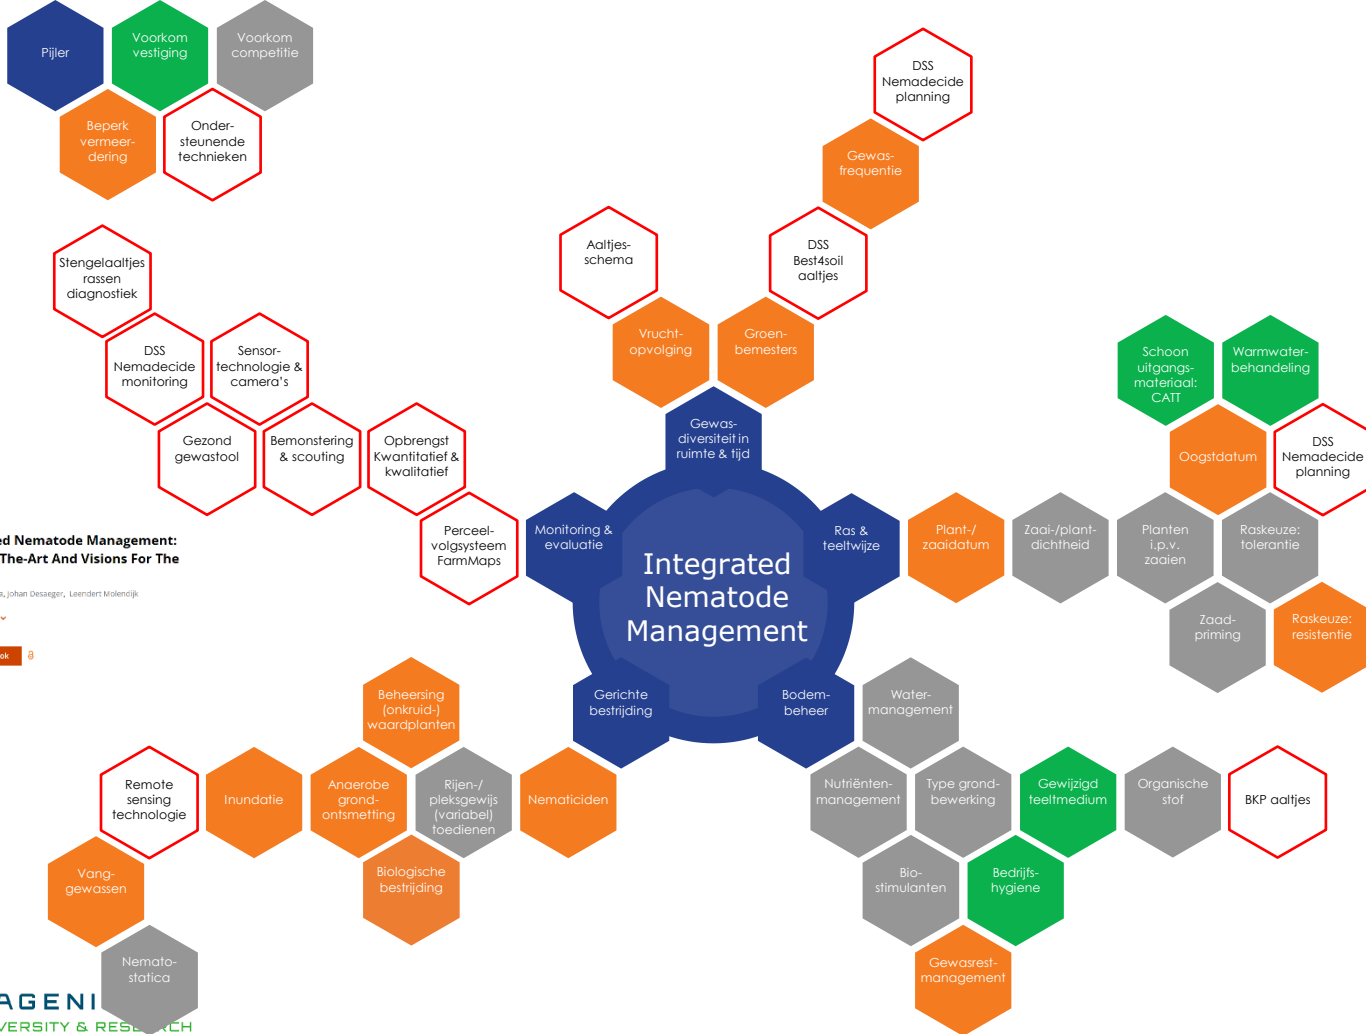 Pijler
Voorkom
vestiging
Voorkom
competitie
Beperk
vermeer-
dering
Onder-
steunende
technieken
DSS
Nemadecide
planning
Gewas-
frequentie
Aaltjes-
schema
DSS
Best4soil
aaltjes
Vrucht-
opvolging
Groen-
bemesters
Gewas-
diversiteit in
ruimte & tijd
Stengelaaltjes
rassen
diagnostiek
DSS
Nemadecide
monitoring
Sensor-
technologie &
camera's
Gezond
gewastool
Bemonstering
& scouting
Opbrengst
Kwantitatief &
kwalitatief
Perceel-
volgsysteem
FarmMaps
Monitoring &
evaluatie
Integrated
Nematode
Management
Ras &
teeltwijze
Plant-/
zaaidatum
Zaai-/plant-
dichtheid
Planten
i.p.v.
zaaien
Raskeuze:
tolerantie
Schoon
uitgangs-
materiaal:
CATT
Warmwater-
behandeling
Oogstdatum
DSS
Nemadecide
planning
Zaad-
priming
Raskeuze:
resistentie
ed Nematode Management:
The-Art And Visions For The
a, Johan Desaeger, Leendert Molendijk
ok
Gerichte
bestrijding
Bodem-
beheer
Beheersing
(onkruid-)
waardplanten
Remote
sensing
technologie
Inundatie
Anaerobe
grond-
ontsmetting
Rijen-/
pleksgewijs
(variabel)
toedienen
Nematiciden
Vang-
gewassen
Biologische
bestrijding
Nemato-
statica
Water-
management
Nutriënten-
management
Type grond-
bewerking
Gewijzigd
teeltmedium
Organische
stof
BKP aaltjes
Bio-
stimulanten
Bedrijfs-
hygiene
Gewasrest-
management
AGENI
VERSITY & RES CH